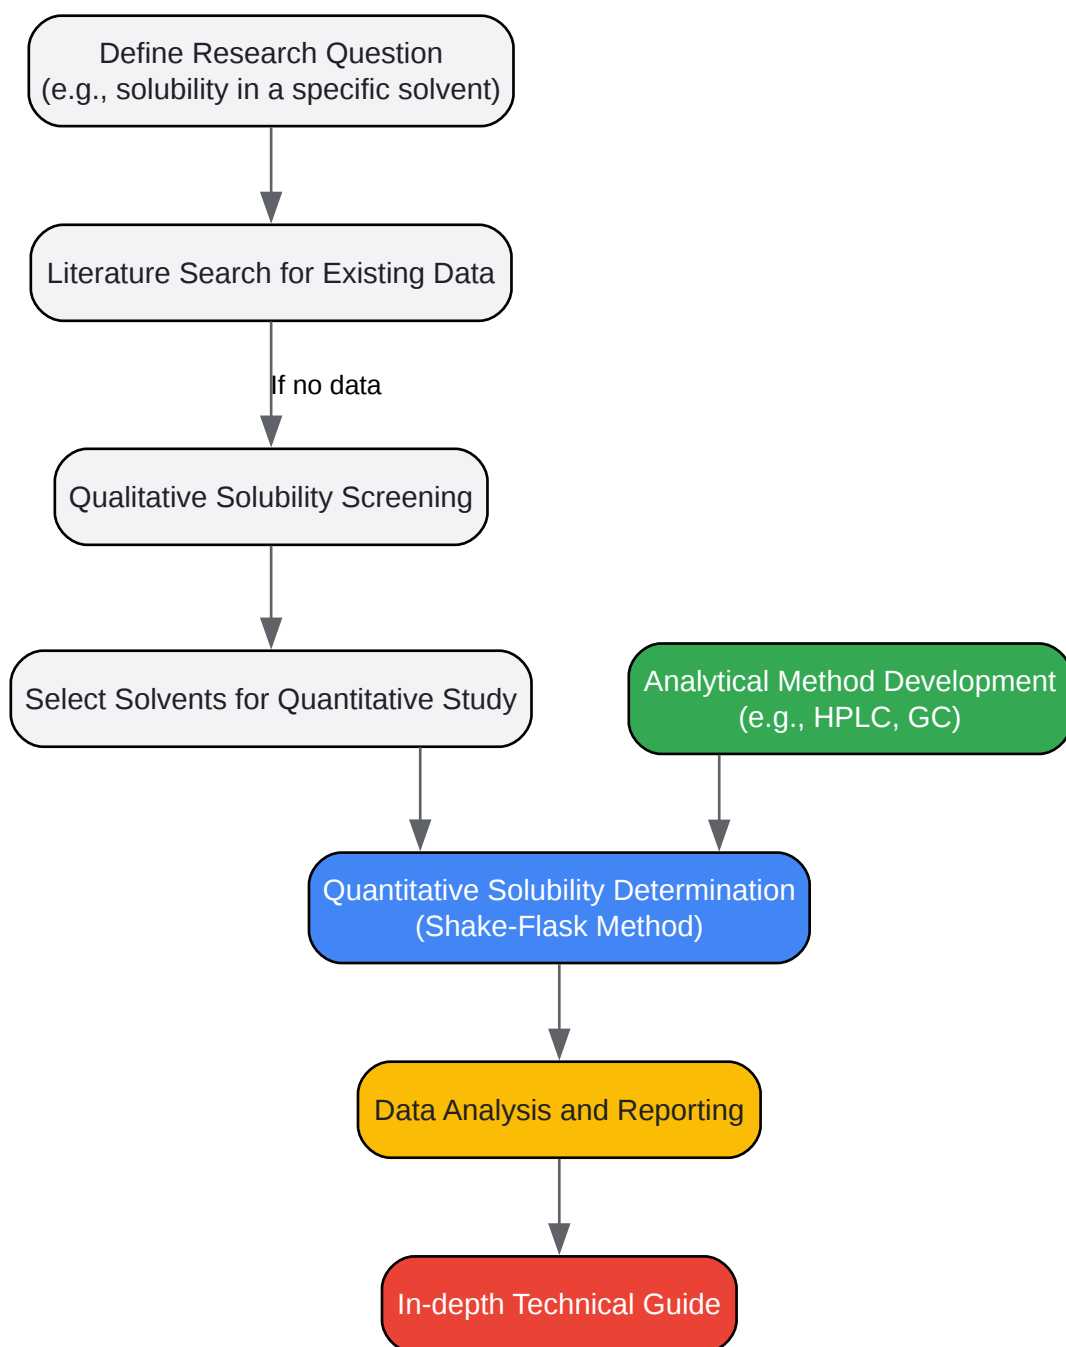 Define Research Question
(e.g., solubility in a specific solvent)
Literature Search for Existing Data
If no data
Qualitative Solubility Screening
Select Solvents for Quantitative Study
Analytical Method Development
(e.g., HPLC, GC)
Quantitative Solubility Determination
(Shake-Flask Method)
Data Analysis and Reporting
In-depth Technical Guide